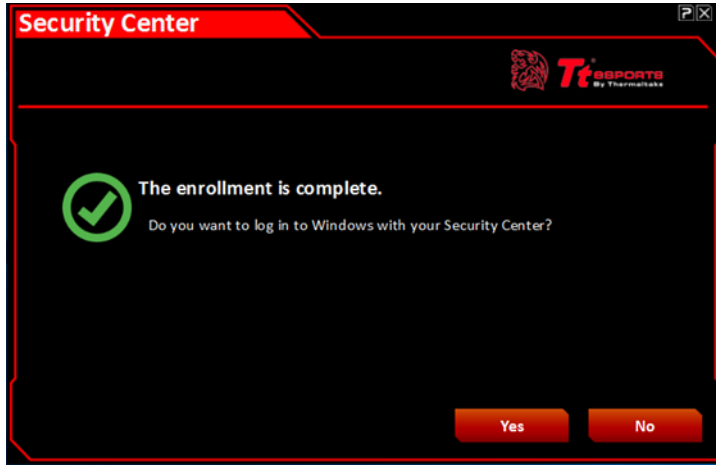 Security Center
Tt eSPORTS
By Thermaltake
The enrollment is complete.
Do you want to log in to Windows with your Security Center?
Yes
No